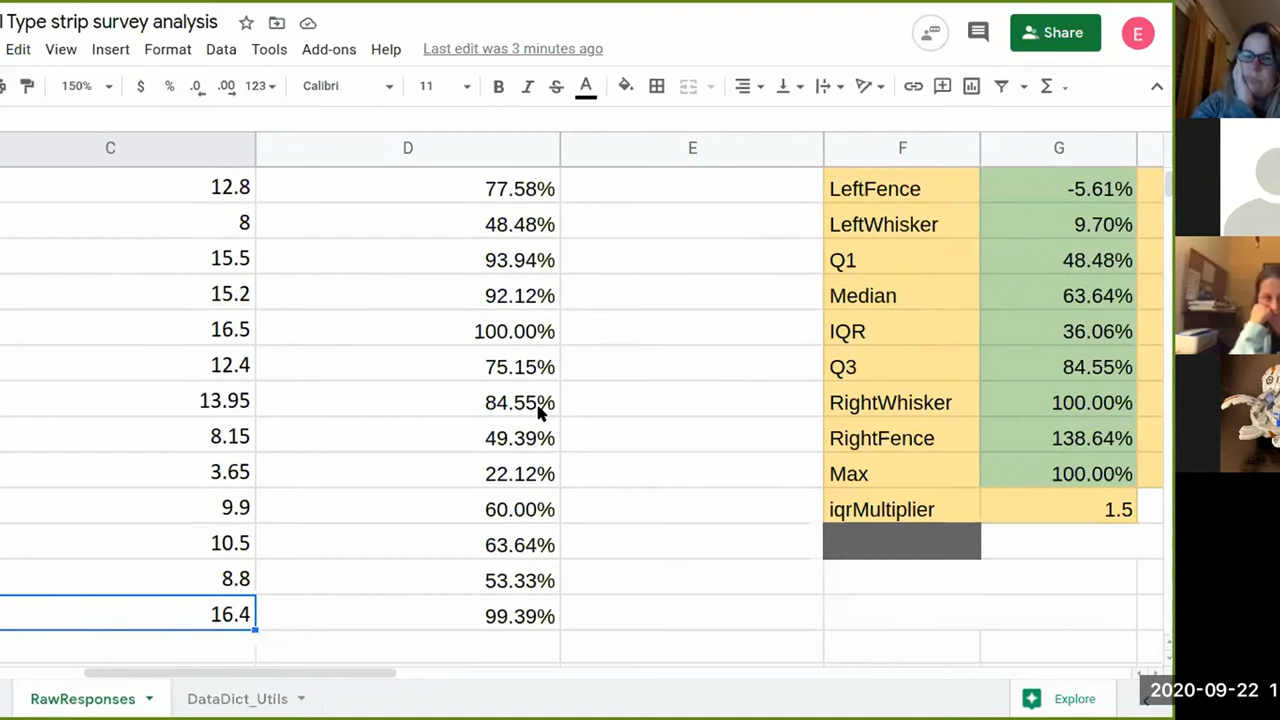 l Type strip survey analysis
Edit View Insert Format Data Tools Add-ons Help Last edit was 3 minutes ago
Share
E
150% $ % .0 .00 123 Calibri 11 B I S A Σ
C D E F G
12.8 77.58% LeftFence -5.61%
8 48.48% LeftWhisker 9.70%
15.5 93.94% Q1 48.48%
15.2 92.12% Median 63.64%
16.5 100.00% IQR 36.06%
12.4 75.15% Q3 84.55%
13.95 84.55% RightWhisker 100.00%
8.15 49.39% RightFence 138.64%
3.65 22.12% Max 100.00%
9.9 60.00% iqrMultiplier 1.5
10.5 63.64%
8.8 53.33%
16.4 99.39%
RawResponses DataDict_Utils Explore
2020-09-22 1